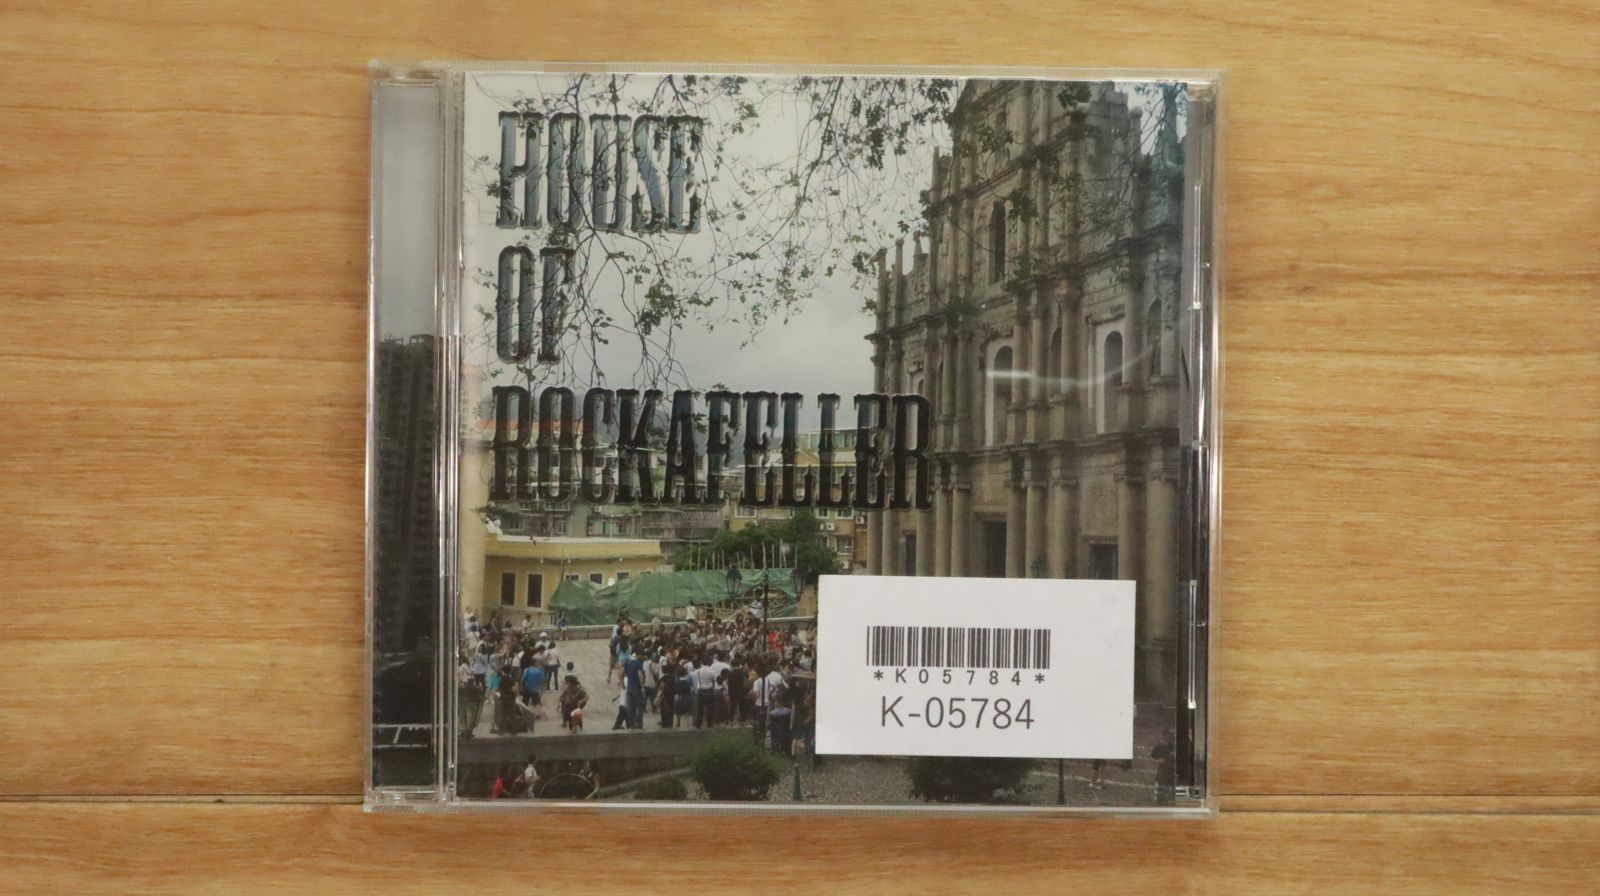 HOUSE
OF
ROCKAFELLER
*K05784*
K-05784